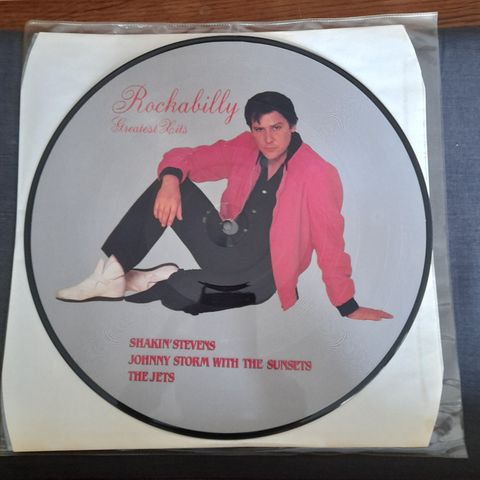 Rockabilly
Greatest Hits
SHAKIN' STEVENS
JOHNNY STORM WITH THE SUNSETS
THE JETS